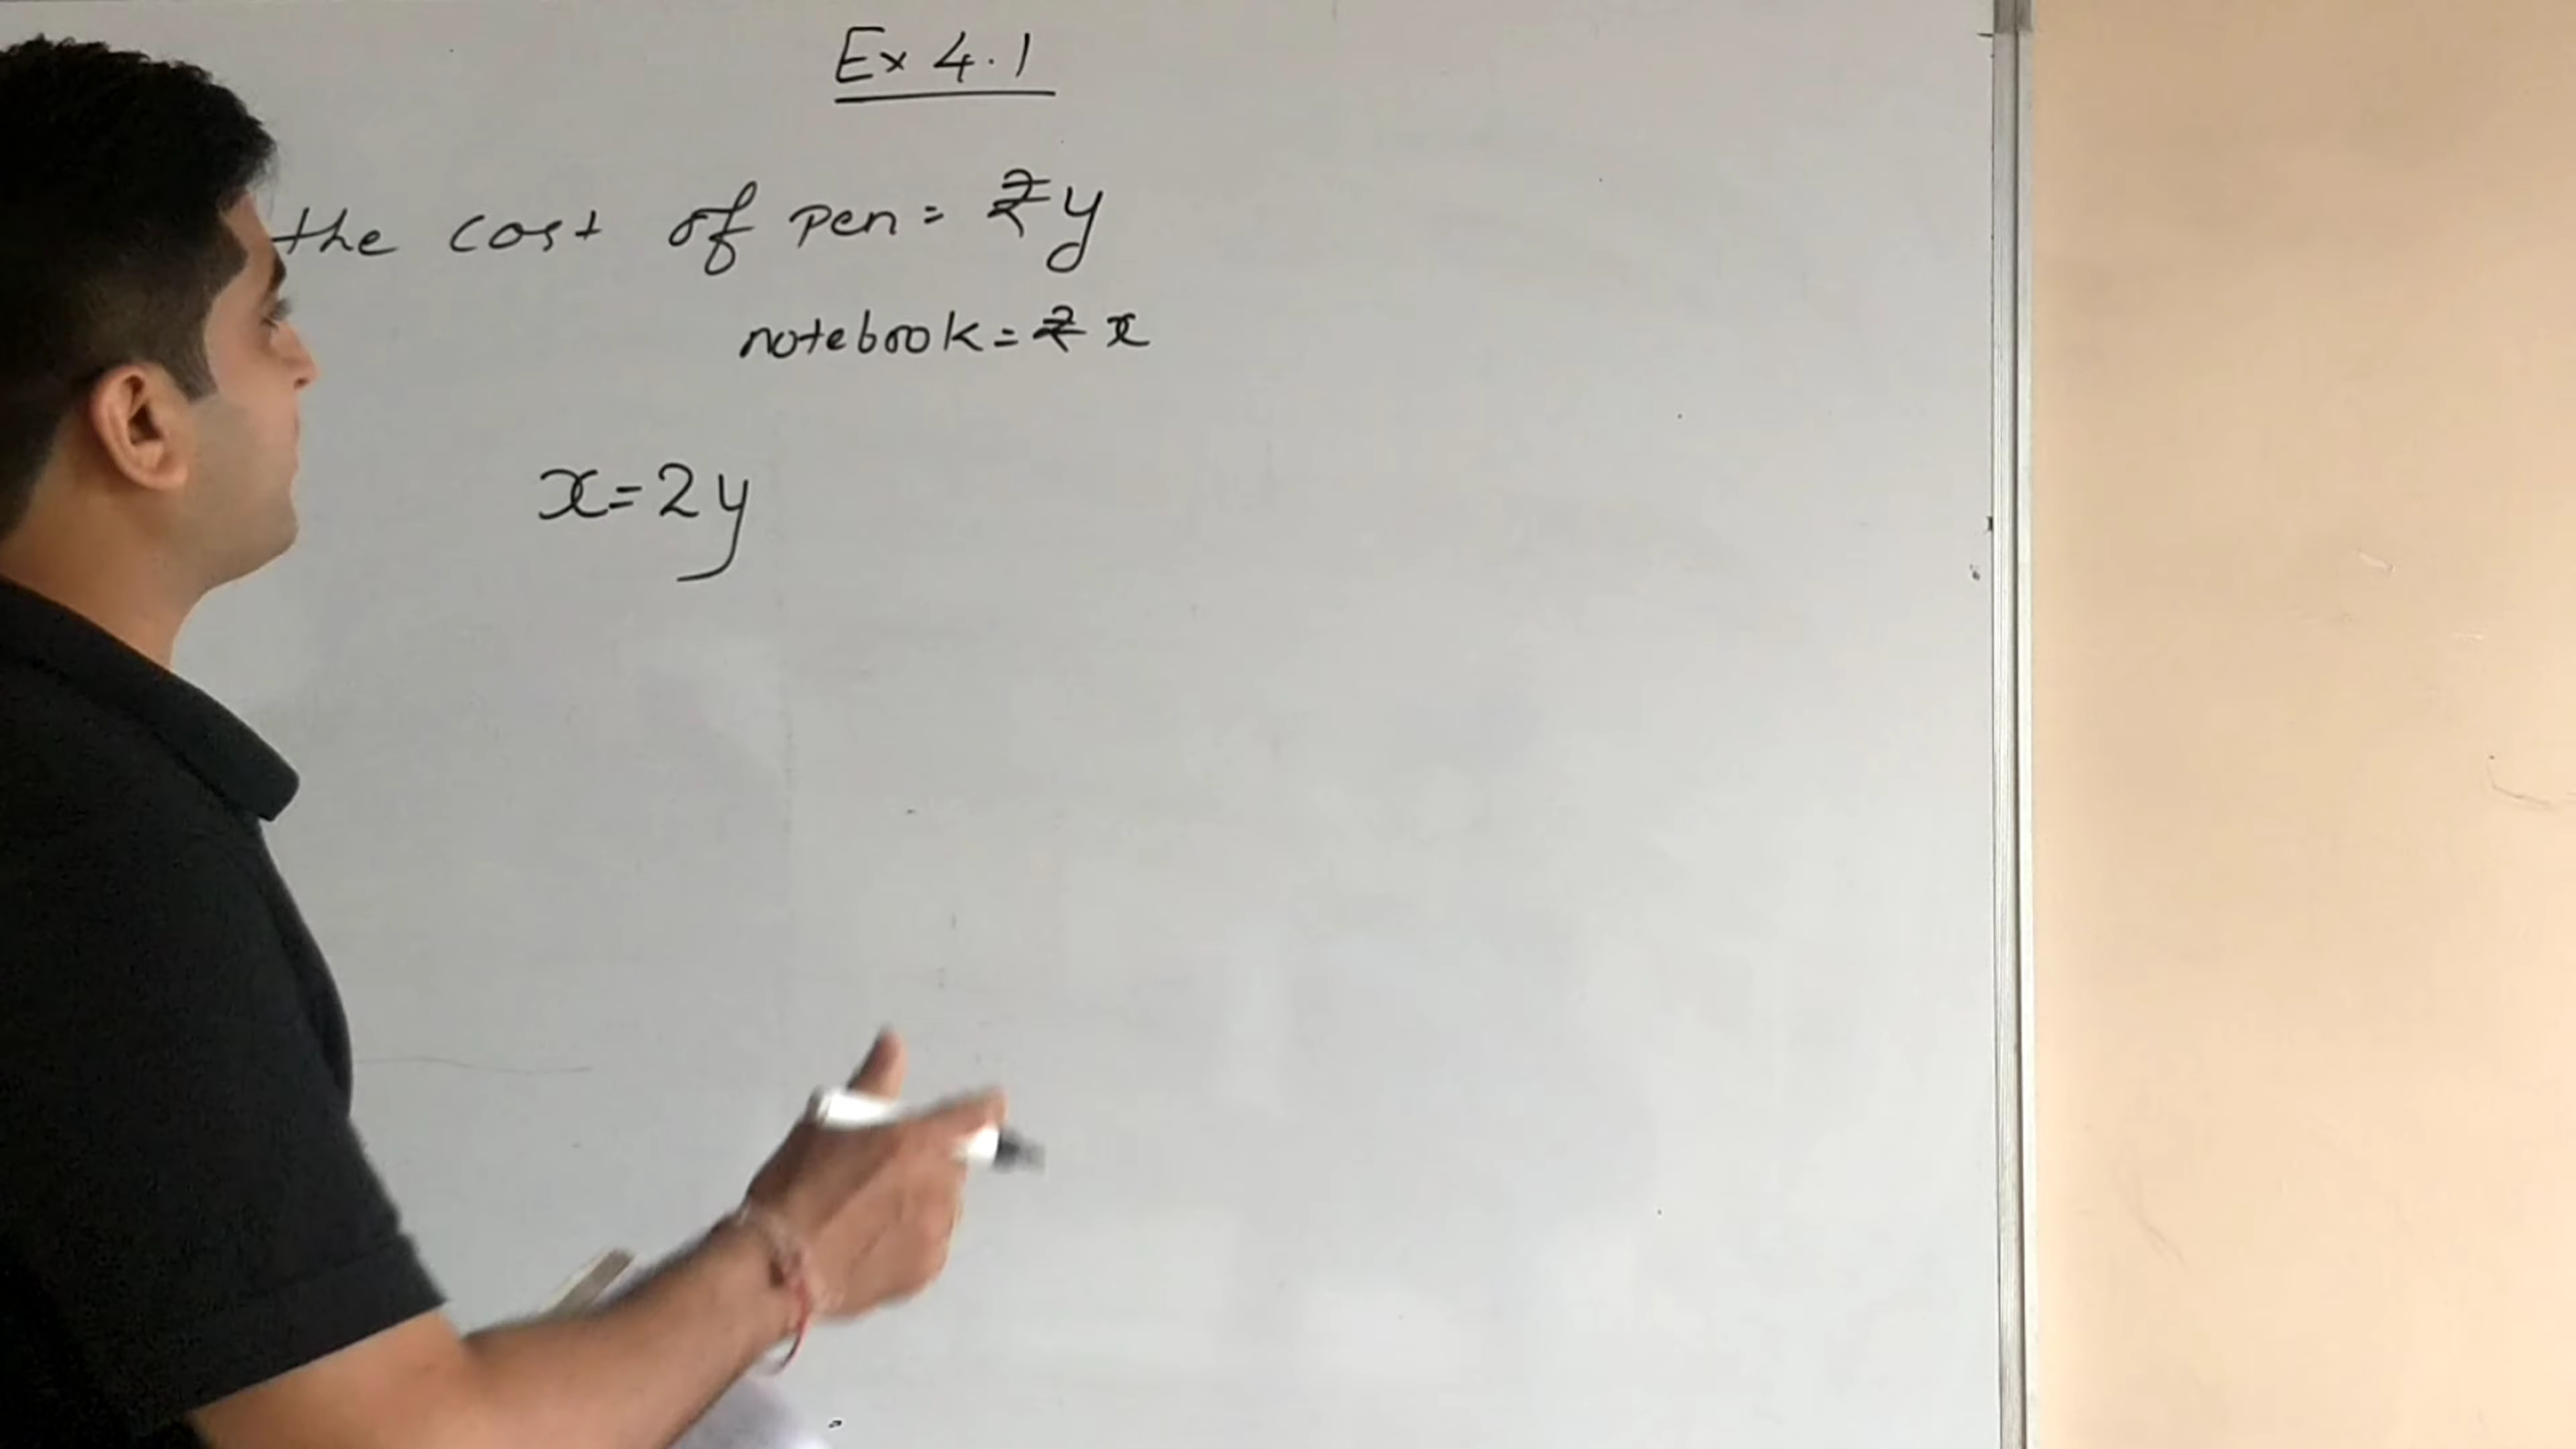 Ex 4.1
the cost of pen = ₹ y
notebook = ₹ x
x = 2y